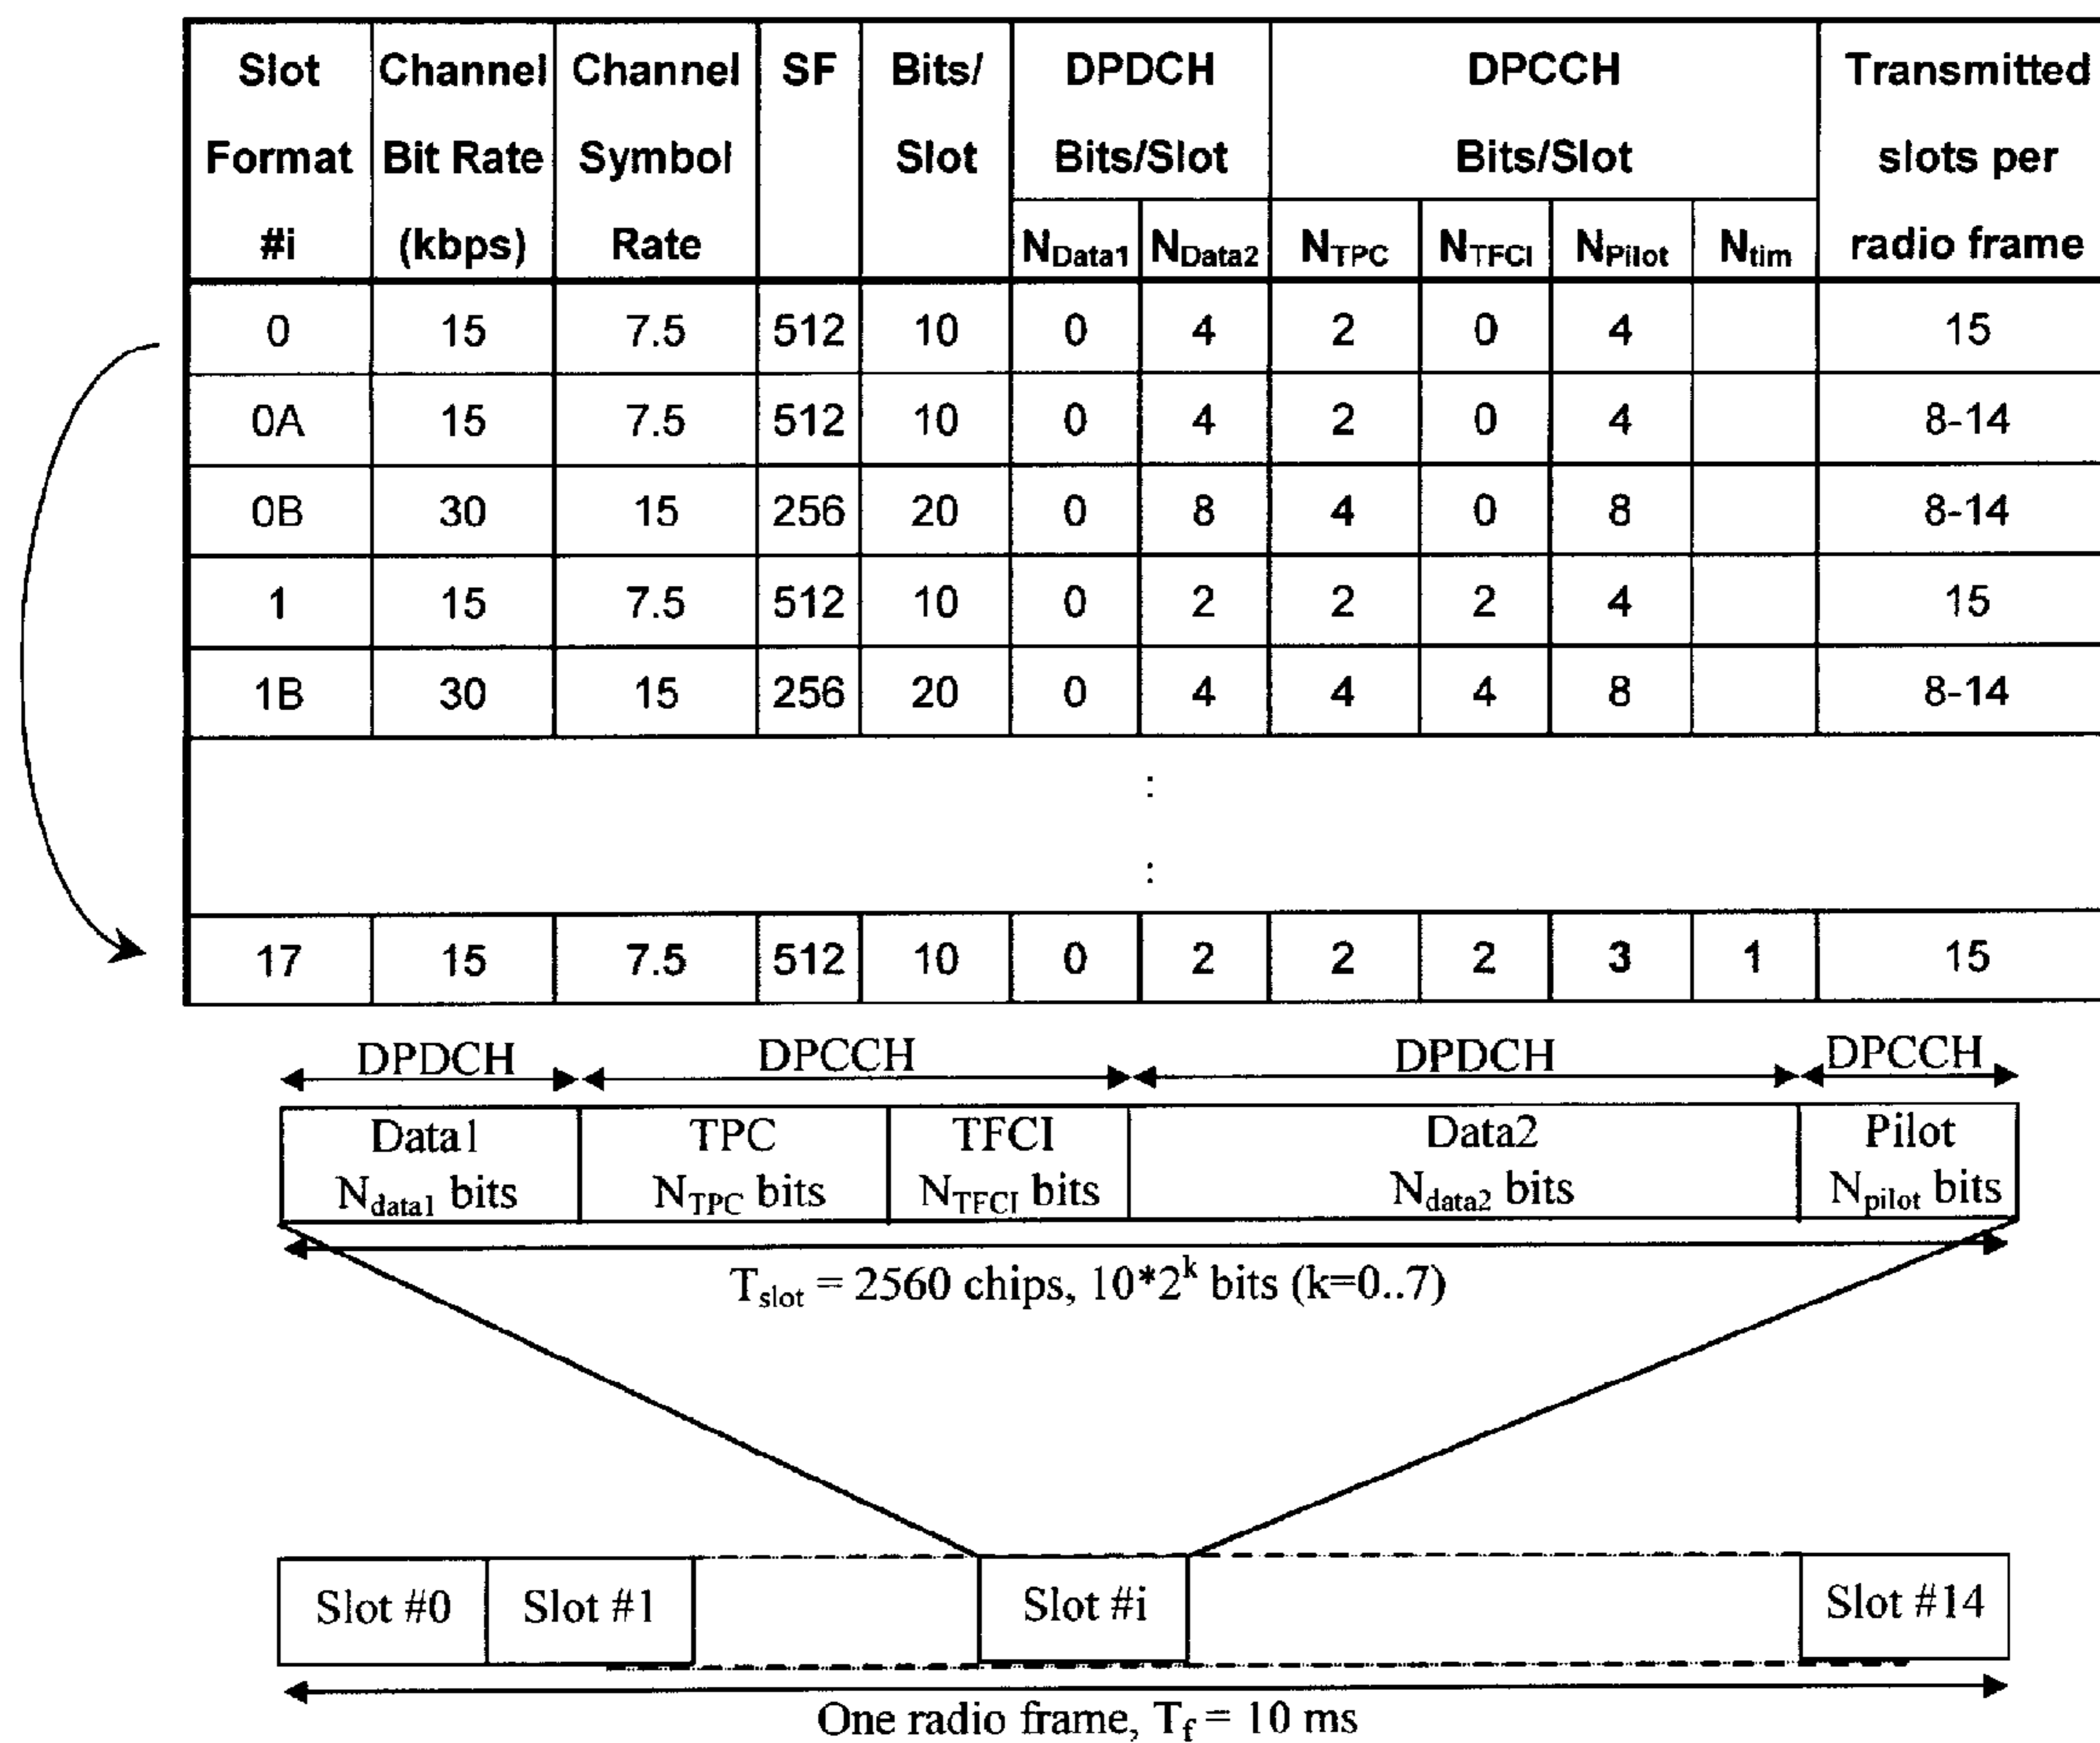 Slot Format #i Channel Bit Rate (kbps) Channel Symbol Rate SF Bits/ Slot DPDCH Bits/Slot DPCCH Bits/Slot Transmitted slots per radio frame
NData1 NData2 NTPC NTFCI NPilot Ntim
0 15 7.5 512 10 0 4 2 0 4 15
0A 15 7.5 512 10 0 4 2 0 4 8-14
0B 30 15 256 20 0 8 4 0 8 8-14
1 15 7.5 512 10 0 2 2 2 4 15
1B 30 15 256 20 0 4 4 4 8 8-14
:
:
17 15 7.5 512 10 0 2 2 2 3 1 15
DPDCH DPCCH DPDCH DPCCH
Data1 TPC TFCI Data2 Pilot
Ndata1 bits NTPC bits NTFCI bits Ndata2 bits Npilot bits
Tslot = 2560 chips, 10*2^k bits (k=0..7)
Slot #0 Slot #1 Slot #i Slot #14
One radio frame, Tf = 10 ms